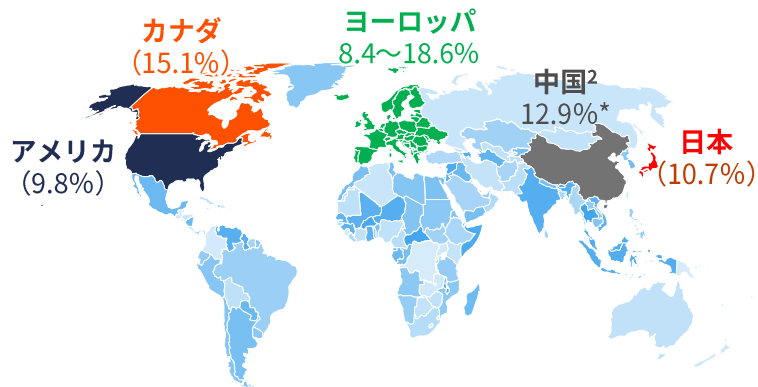 カナダ
（15.1%）
ヨーロッパ
8.4～18.6%
中国2
12.9%*
アメリカ
（9.8%）
日本
（10.7%）